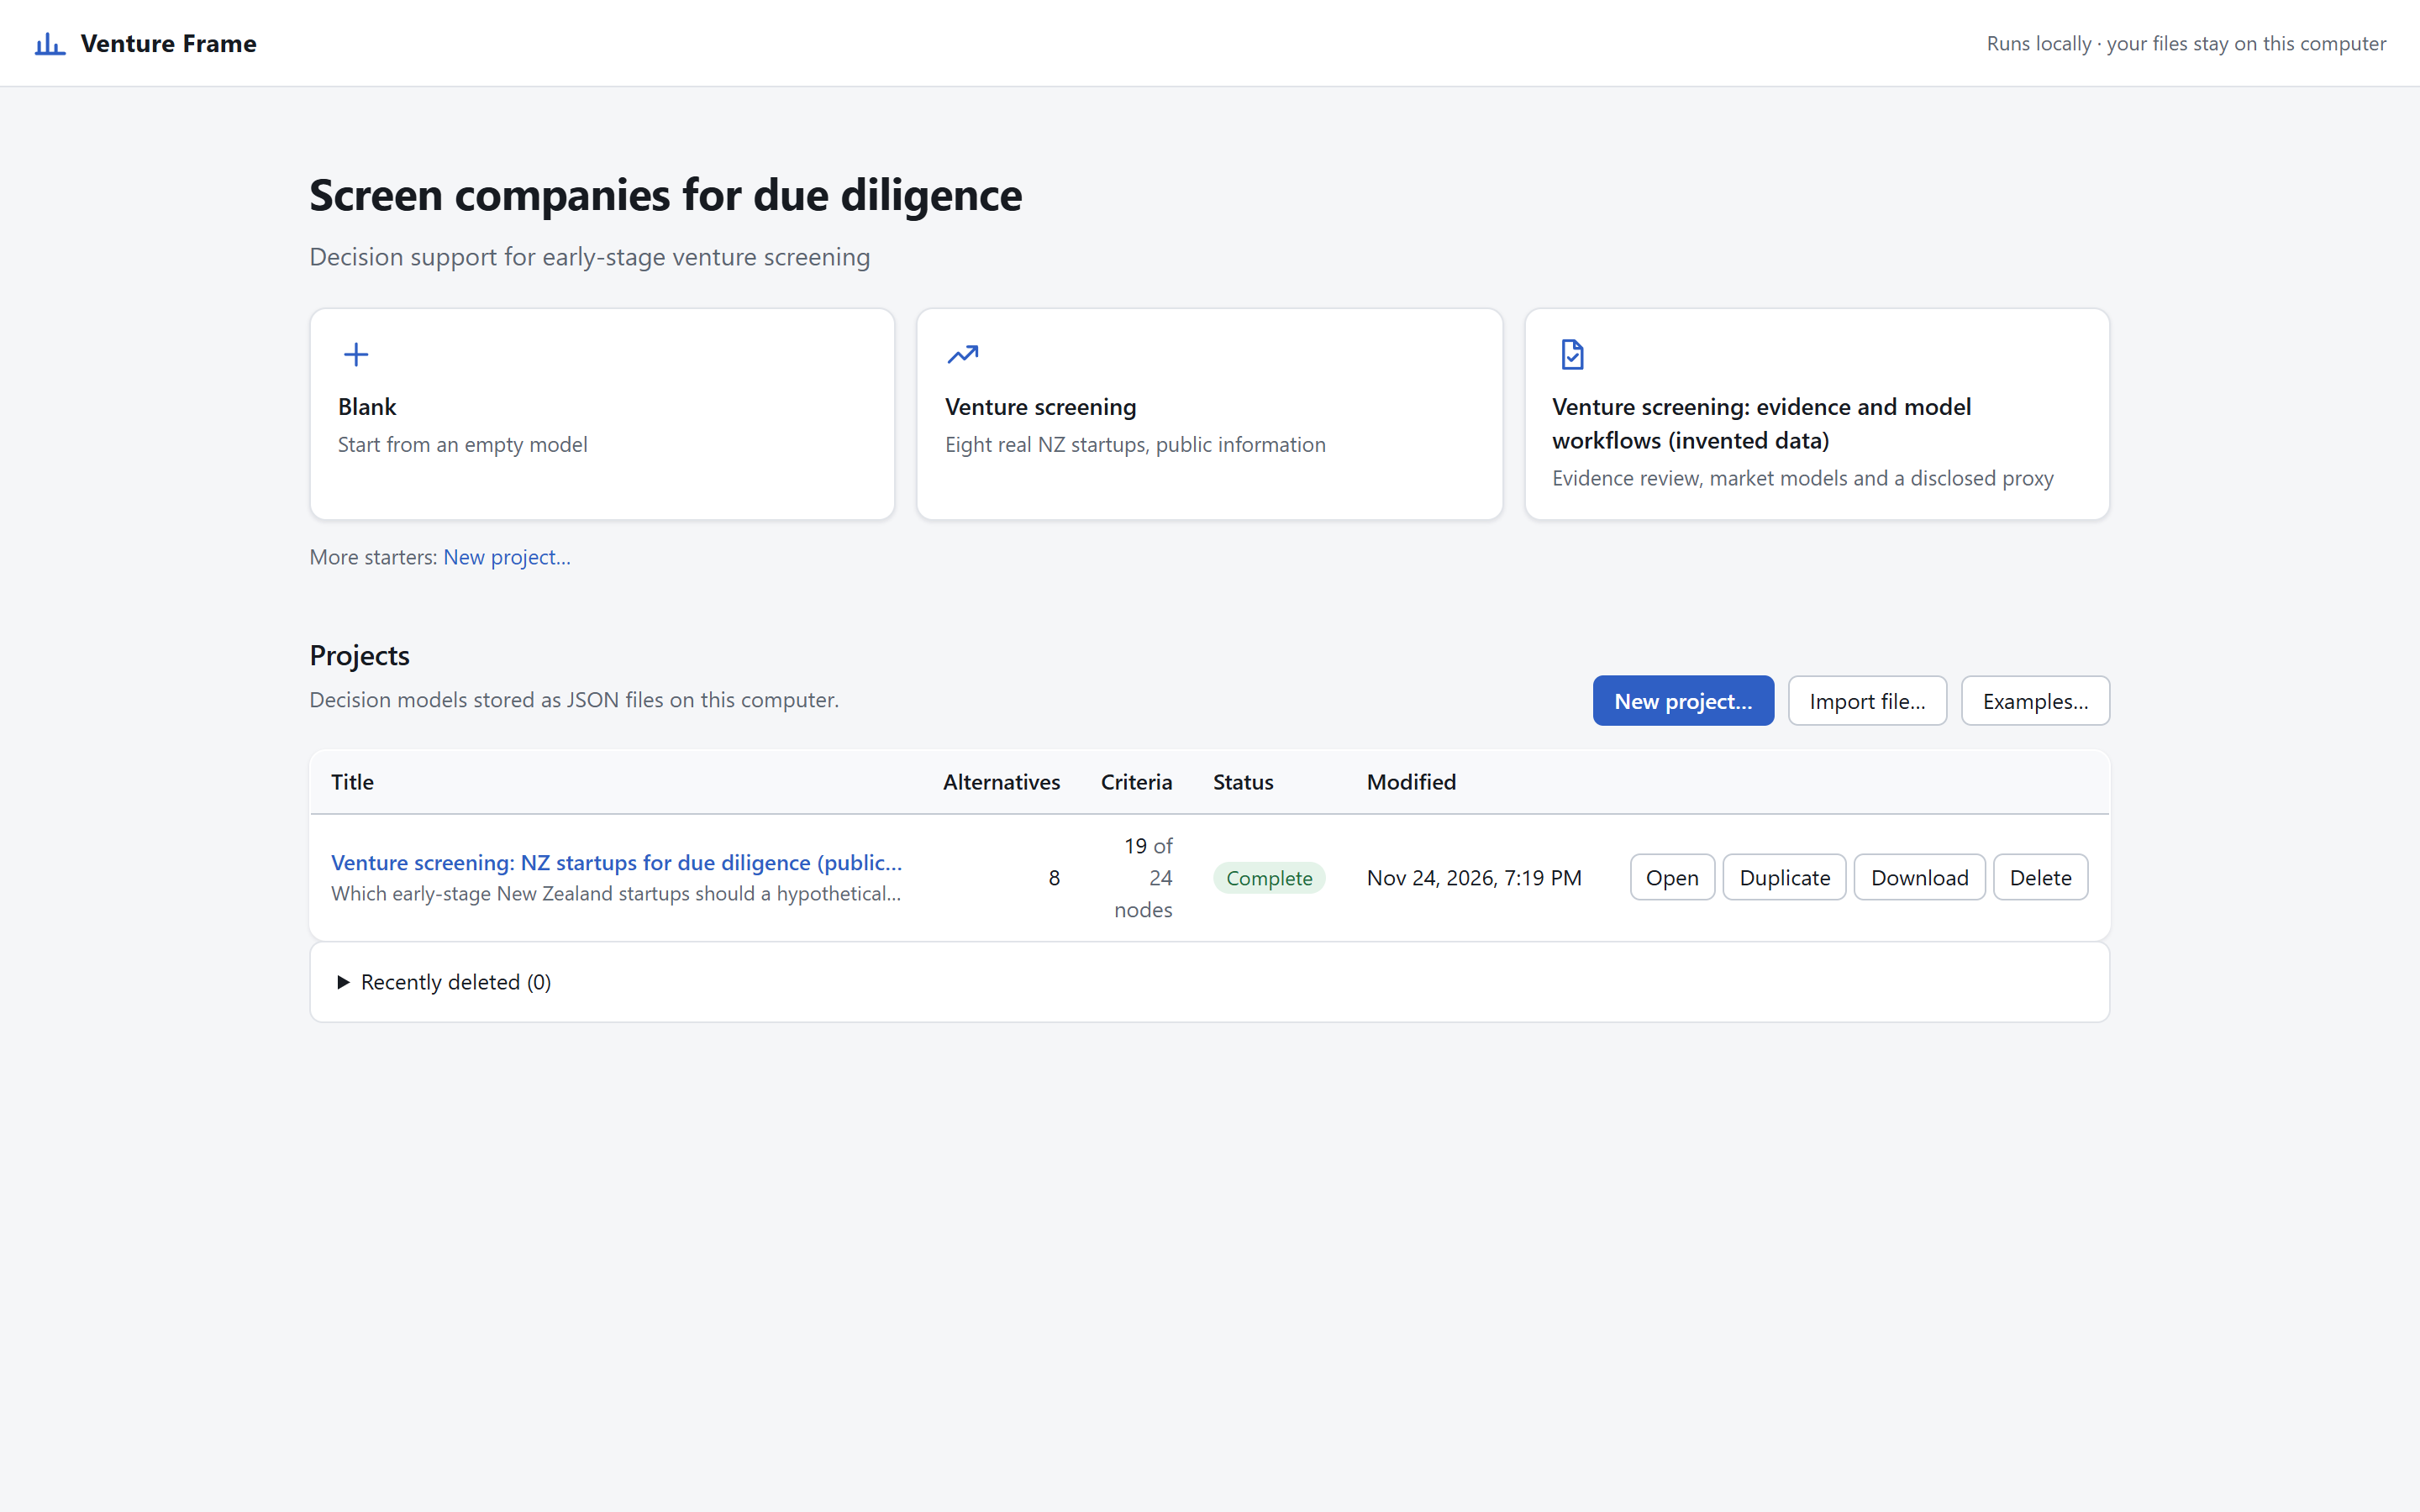 Venture Frame
Runs locally · your files stay on this computer
Screen companies for due diligence
Decision support for early-stage venture screening
Blank
Start from an empty model
Venture screening
Eight real NZ startups, public information
Venture screening: evidence and model
workflows (invented data)
Evidence review, market models and a disclosed proxy
More starters: New project...
Projects
Decision models stored as JSON files on this computer.
New project...
Import file...
Examples...
Title
Alternatives
Criteria
Status
Modified
Venture screening: NZ startups for due diligence (public...
Which early-stage New Zealand startups should a hypothetical...
8
19 of
24
nodes
Complete
Nov 24, 2026, 7:19 PM
Open
Duplicate
Download
Delete
Recently deleted (0)